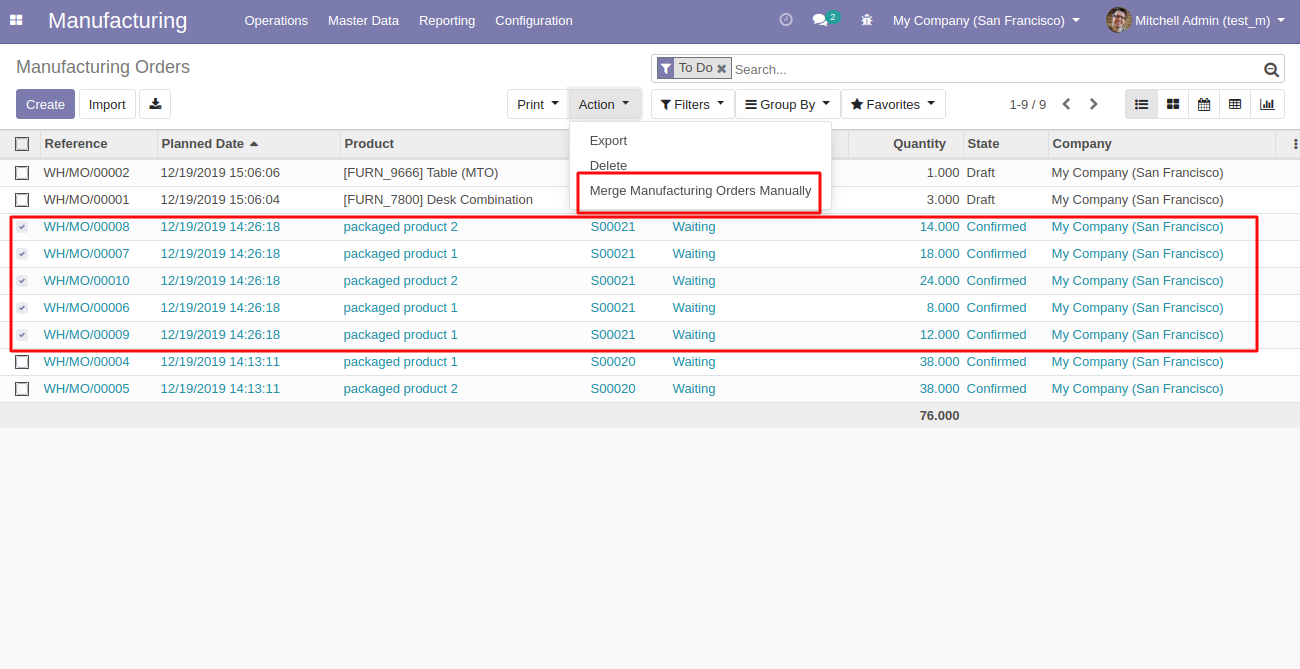 Manufacturing Operations Master Data Reporting Configuration 2 My Company (San Francisco) Mitchell Admin (test_m)
Manufacturing Orders To Do Search...
Create Import Print Action Filters Group By Favorites 1-9 / 9
Export
Delete
Merge Manufacturing Orders Manually
Reference Planned Date Product Quantity State Company
WH/MO/00002 12/19/2019 15:06:06 [FURN_9666] Table (MTO) 1.000 Draft My Company (San Francisco)
WH/MO/00001 12/19/2019 15:06:04 [FURN_7800] Desk Combination 3.000 Draft My Company (San Francisco)
WH/MO/00008 12/19/2019 14:26:18 packaged product 2 S00021 Waiting 14.000 Confirmed My Company (San Francisco)
WH/MO/00007 12/19/2019 14:26:18 packaged product 1 S00021 Waiting 18.000 Confirmed My Company (San Francisco)
WH/MO/00010 12/19/2019 14:26:18 packaged product 2 S00021 Waiting 24.000 Confirmed My Company (San Francisco)
WH/MO/00006 12/19/2019 14:26:18 packaged product 1 S00021 Waiting 8.000 Confirmed My Company (San Francisco)
WH/MO/00009 12/19/2019 14:26:18 packaged product 1 S00021 Waiting 12.000 Confirmed My Company (San Francisco)
WH/MO/00004 12/19/2019 14:13:11 packaged product 1 S00020 Waiting 38.000 Confirmed My Company (San Francisco)
WH/MO/00005 12/19/2019 14:13:11 packaged product 2 S00020 Waiting 38.000 Confirmed My Company (San Francisco)
76.000